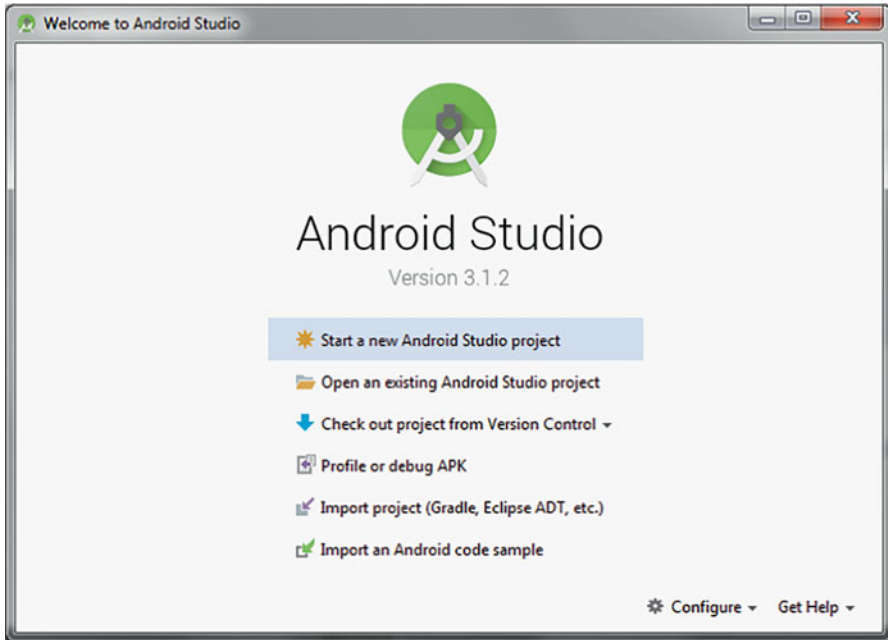 Welcome to Android Studio
Android Studio
Version 3.1.2
Start a new Android Studio project
Open an existing Android Studio project
Check out project from Version Control
Profile or debug APK
Import project (Gradle, Eclipse ADT, etc.)
Import an Android code sample
Configure Get Help